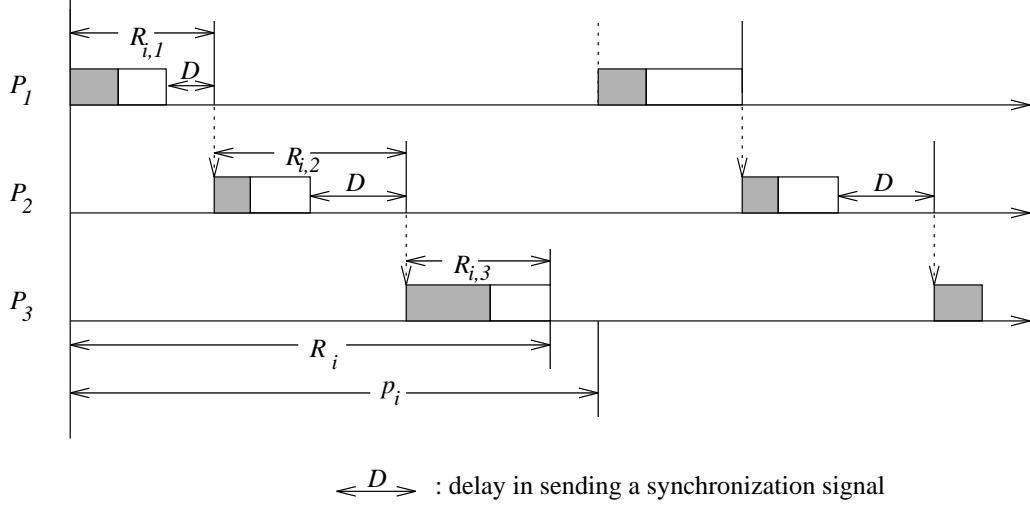 R_{i,1}
D
P_1
R_{i,2}
D
D
P_2
R_{i,3}
P_3
R_i
p_i
D : delay in sending a synchronization signal